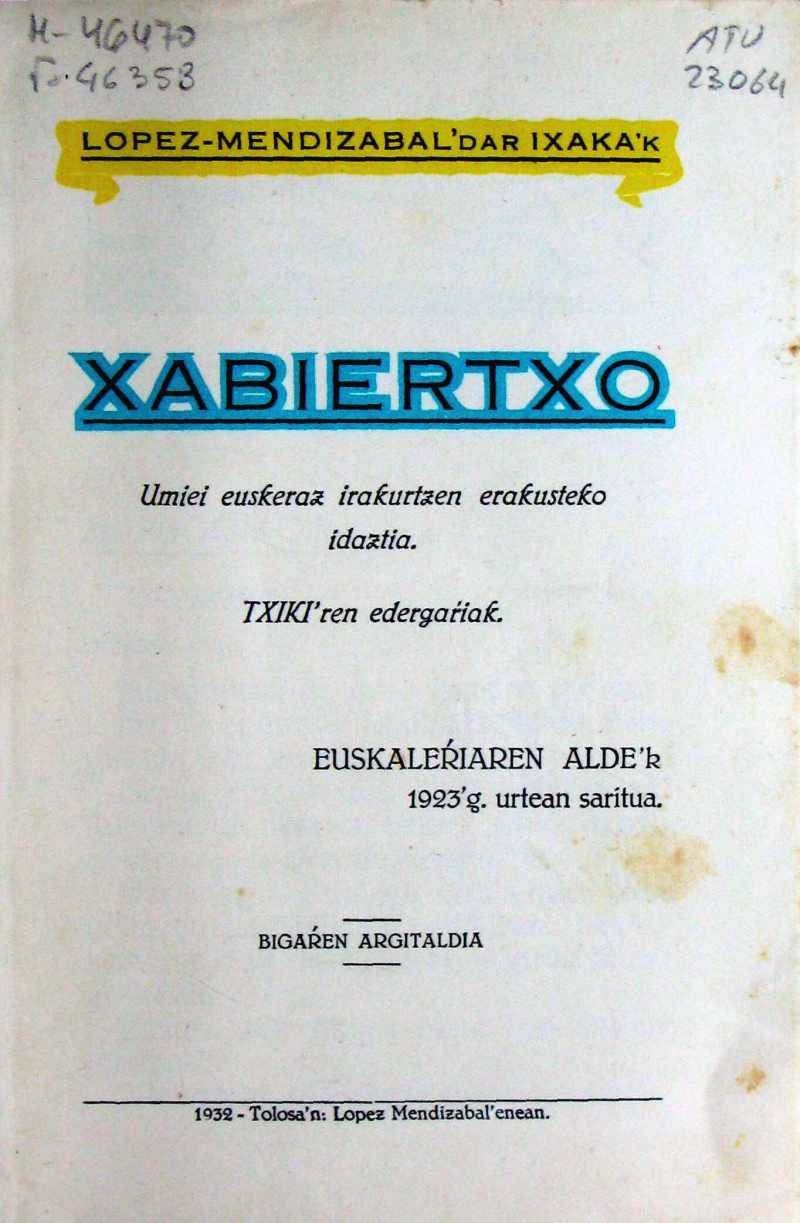 H-46470
ATU
F.46358
23064
LOPEZ-MENDIZABAL'DAR IXAKA'K
XABIERTXO
Umiei euskeraz irakurtzen erakusteko
idaztia.
TXIKI'ren edergaŕiak.
EUSKALEŔIAREN ALDE'k
1923'g. urtean saritua.
BIGAŔEN ARGITALDIA
1932 - Tolosa'n: Lopez Mendizabal'enean.